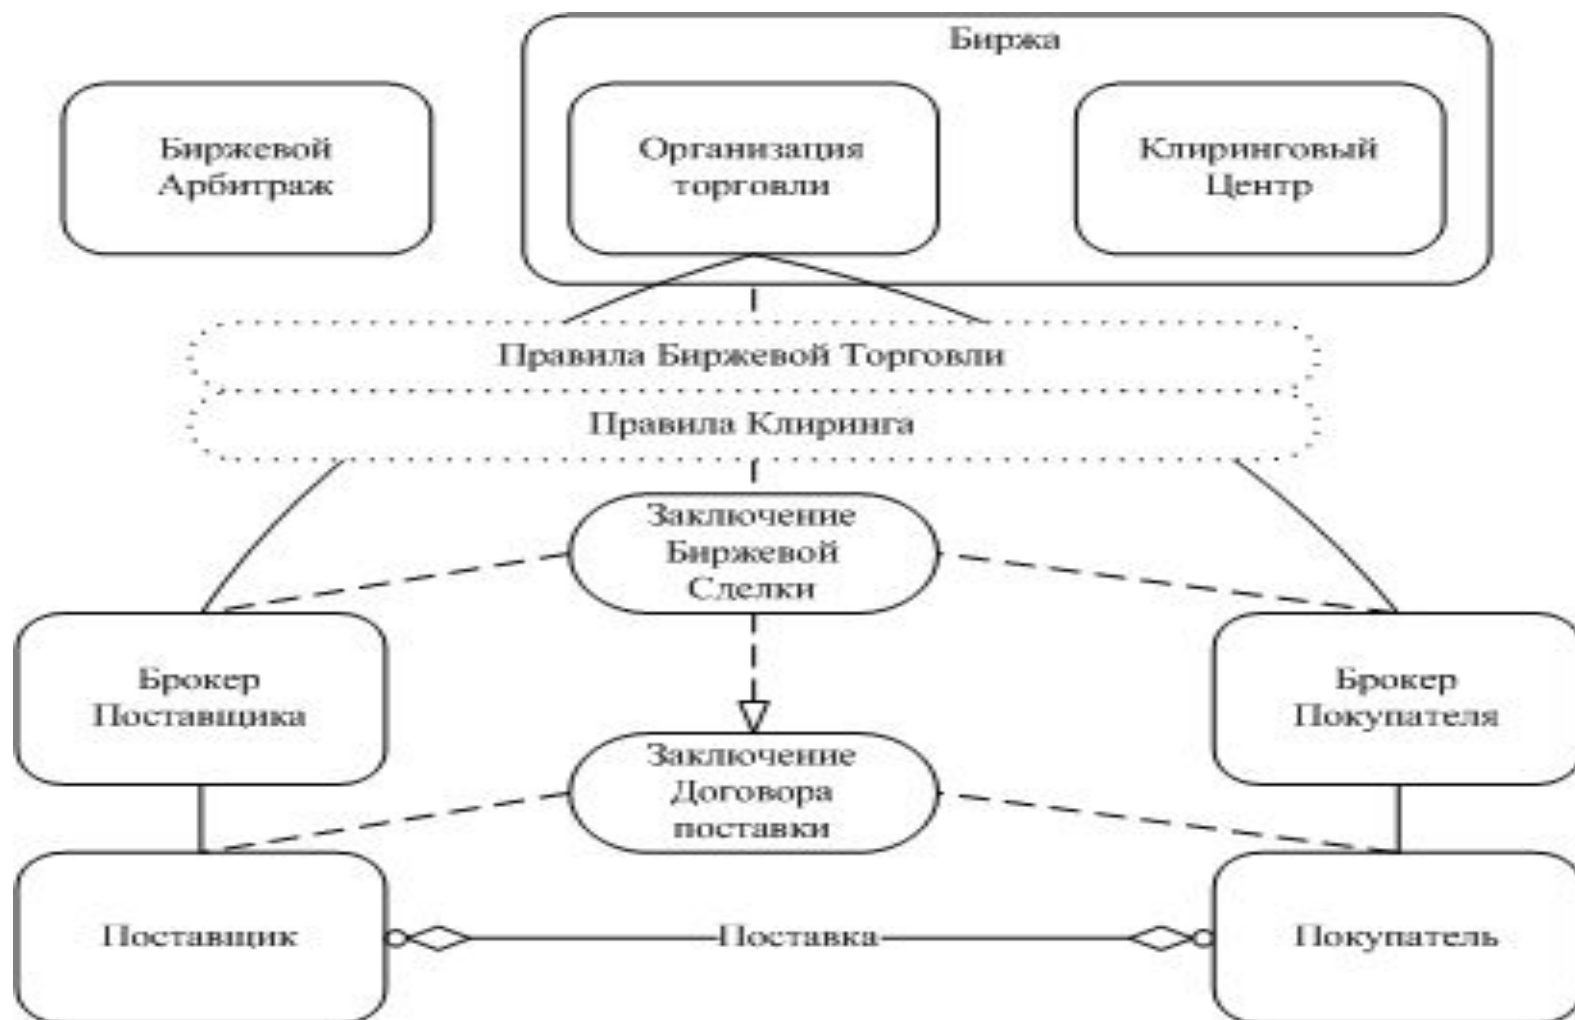 Биржа
Биржевой
Арбитраж
Организация
торговли
Клиринговый
Центр
Правила Биржевой Торговли
Правила Клиринга
Заключение
Биржевой
Сделки
Брокер
Поставщика
Брокер
Покупателя
Заключение
Договора
поставки
Поставщик
Поставка
Покупатель